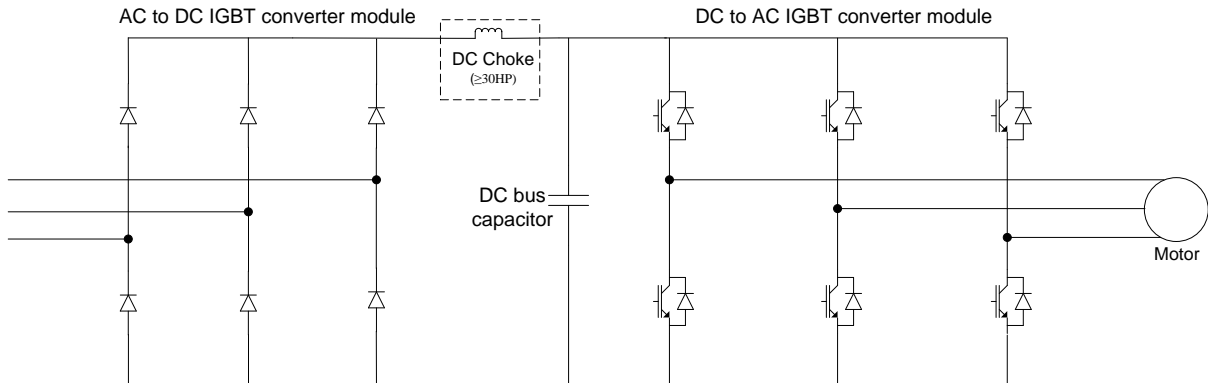 AC to DC IGBT converter module
DC to AC IGBT converter module
DC Choke
(≥30HP)
DC bus
capacitor
Motor